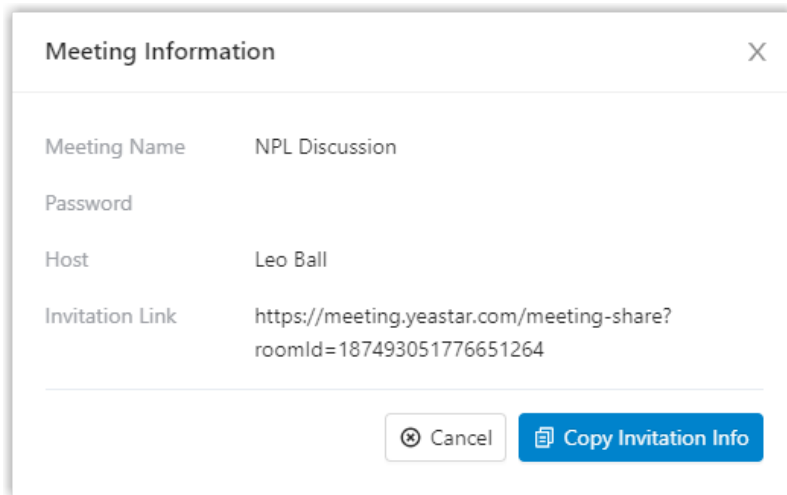 Meeting Information
Meeting Name NPL Discussion
Password
Host Leo Ball
Invitation Link https://meeting.yeastar.com/meeting-share?
roomId=187493051776651264
Cancel Copy Invitation Info